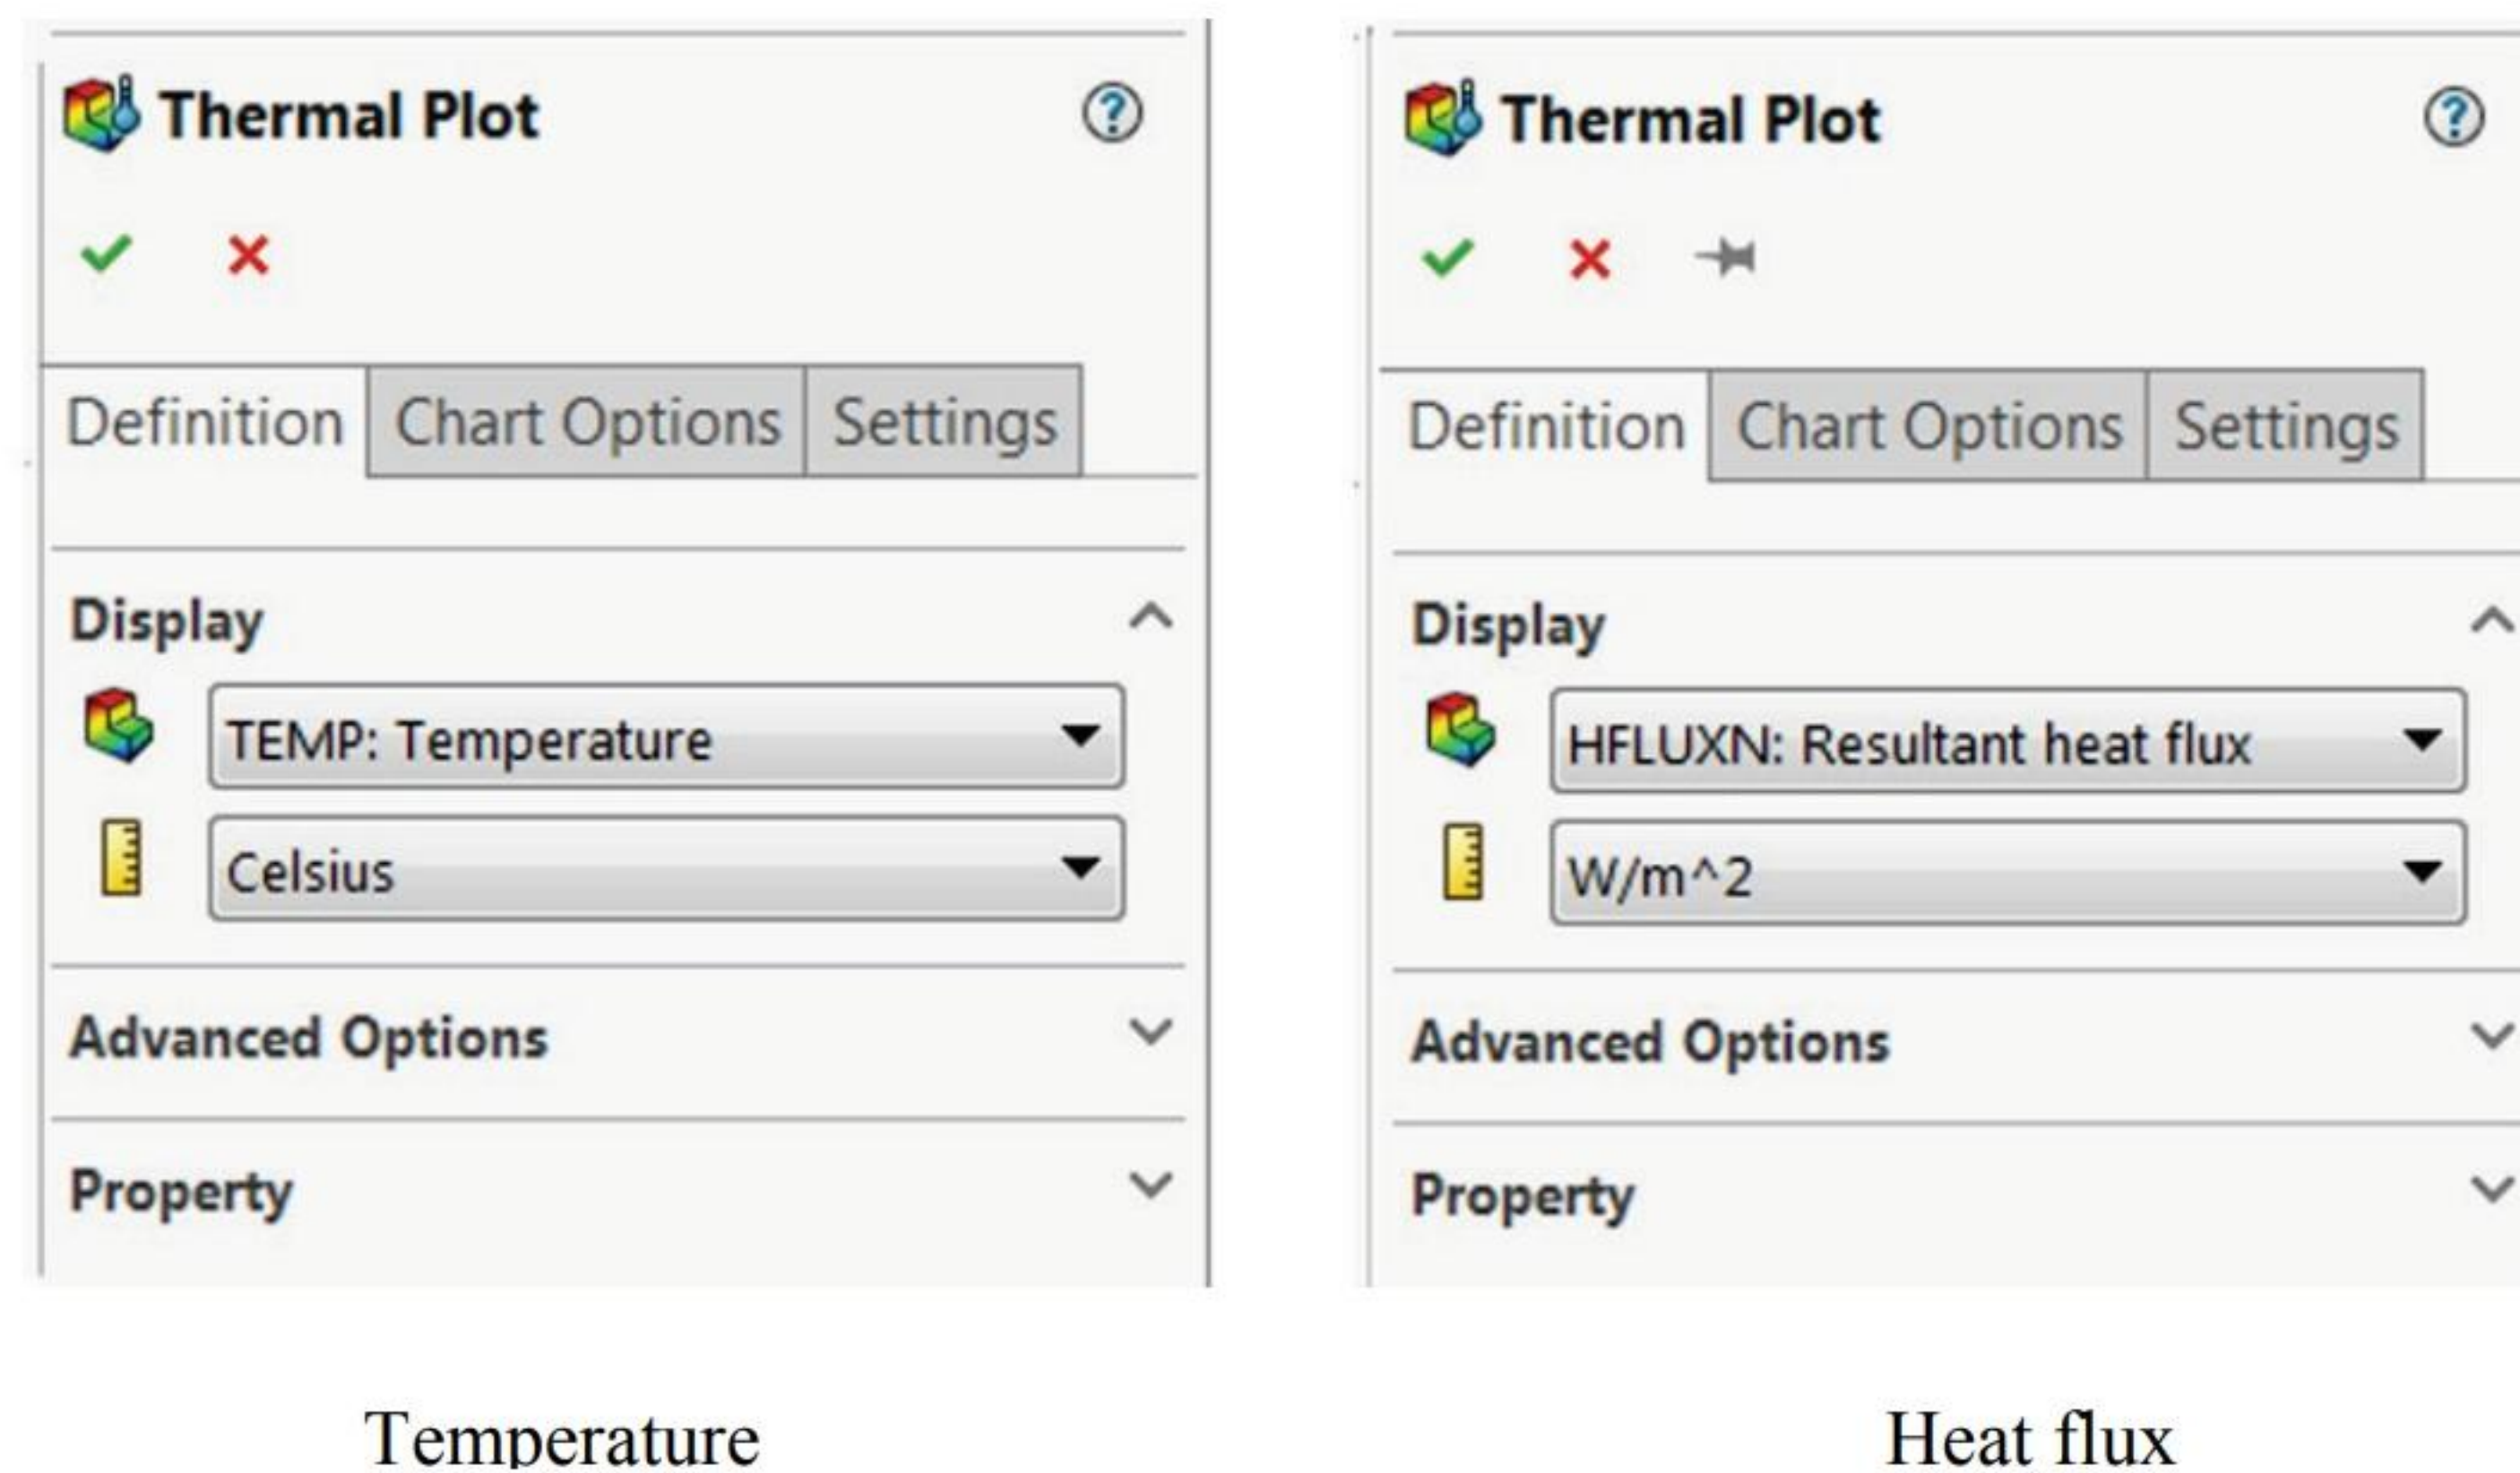 Thermal Plot
?
Definition
Chart Options
Settings
Display
TEMP: Temperature
Celsius
Advanced Options
Property
Temperature
Thermal Plot
?
Definition
Chart Options
Settings
Display
HFLUXN: Resultant heat flux
W/m^2
Advanced Options
Property
Heat flux